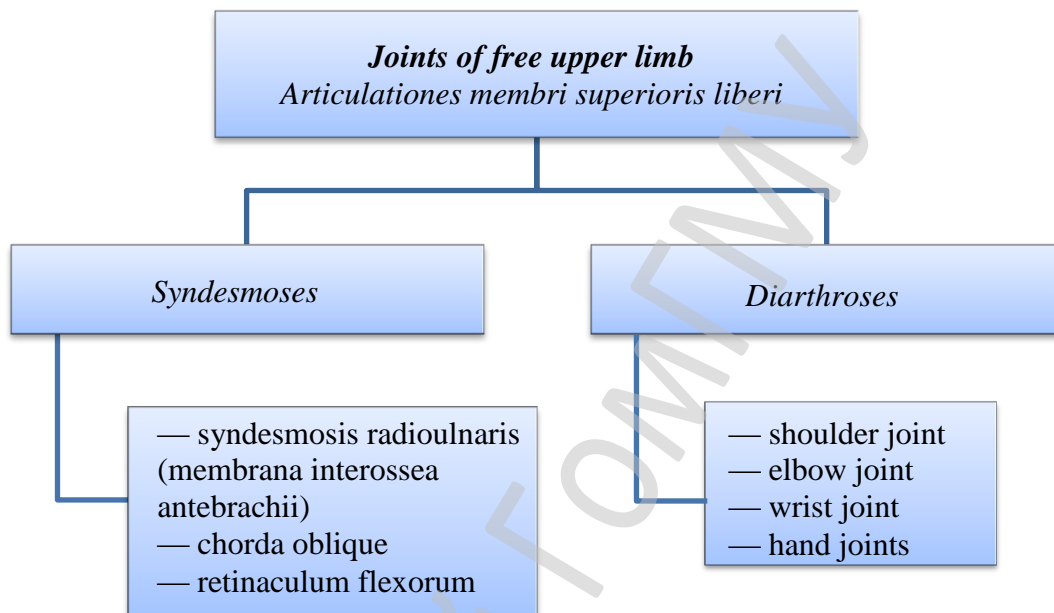 Joints of free upper limb
Articulationes membri superioris liberi
Syndesmoses
Diarthroses
— syndesmosis radioulnaris
(membrana interossea
antebrachii)
— chorda oblique
— retinaculum flexorum
— shoulder joint
— elbow joint
— wrist joint
— hand joints
ГомГМУ